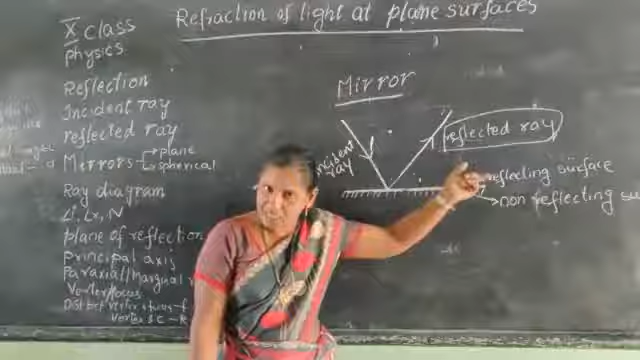 Refraction of light at plane surfaces
X class
physics
Reflection
Incident ray
reflected ray
Mirrors plane
spherical
Ray diagram
Li, Lr, N
plane of reflection
principal axis
Paraxial/Marginal
Vertex, focus
Vertex & C - R
Mirror
incident
ray
reflected ray
reflecting surface
non reflecting su